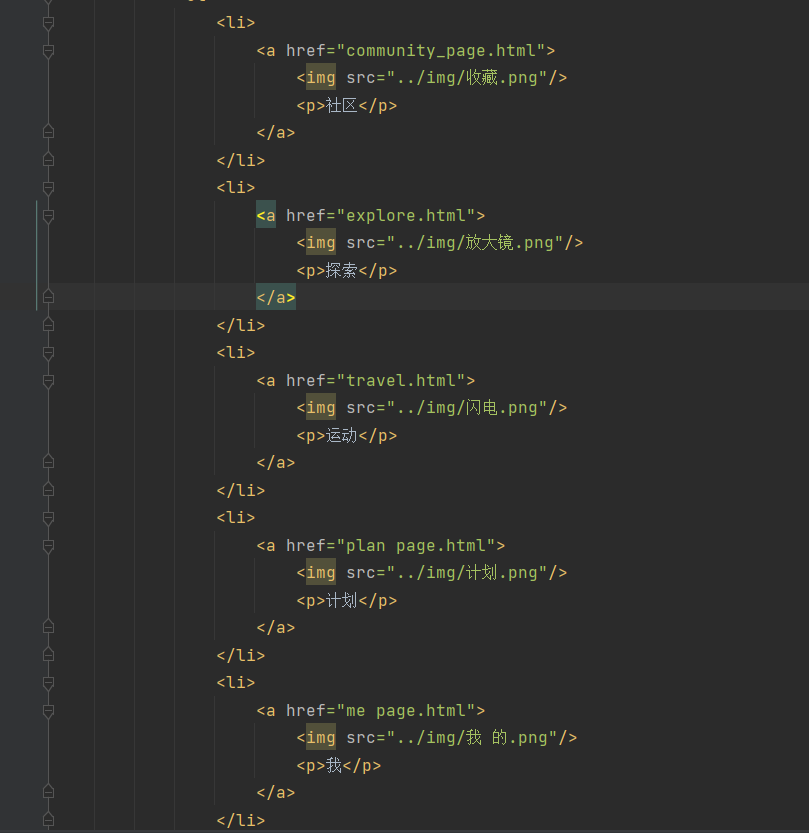 <li>
<a href="community_page.html">
<img src="../img/收藏.png"/>
<p>社区</p>
</a>
</li>
<li>
<a href="explore.html">
<img src="../img/放大镜.png"/>
<p>探索</p>
</a>
</li>
<li>
<a href="travel.html">
<img src="../img/闪电.png"/>
<p>运动</p>
</a>
</li>
<li>
<a href="plan page.html">
<img src="../img/计划.png"/>
<p>计划</p>
</a>
</li>
<li>
<a href="me page.html">
<img src="../img/我 的.png"/>
<p>我</p>
</a>
</li>